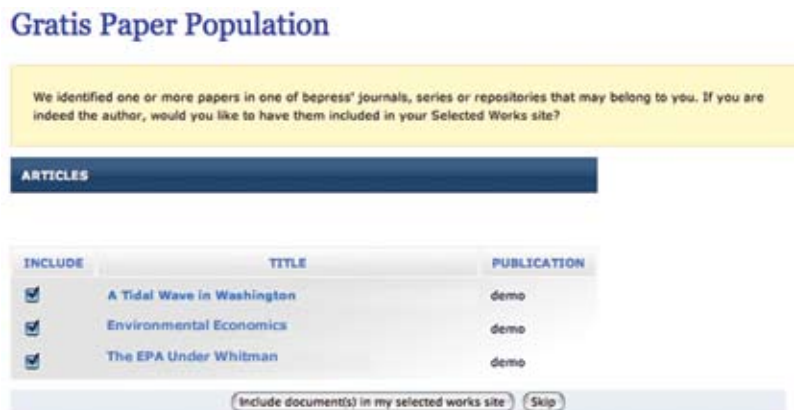 Gratis Paper Population
We identified one or more papers in one of bepress' journals, series or repositories that may belong to you. If you are
indeed the author, would you like to have them included in your Selected Works site?
ARTICLES
INCLUDE TITLE PUBLICATION
A Tidal Wave in Washington demo
Environmental Economics demo
The EPA Under Whitman demo
Include document(s) in my selected works site Skip